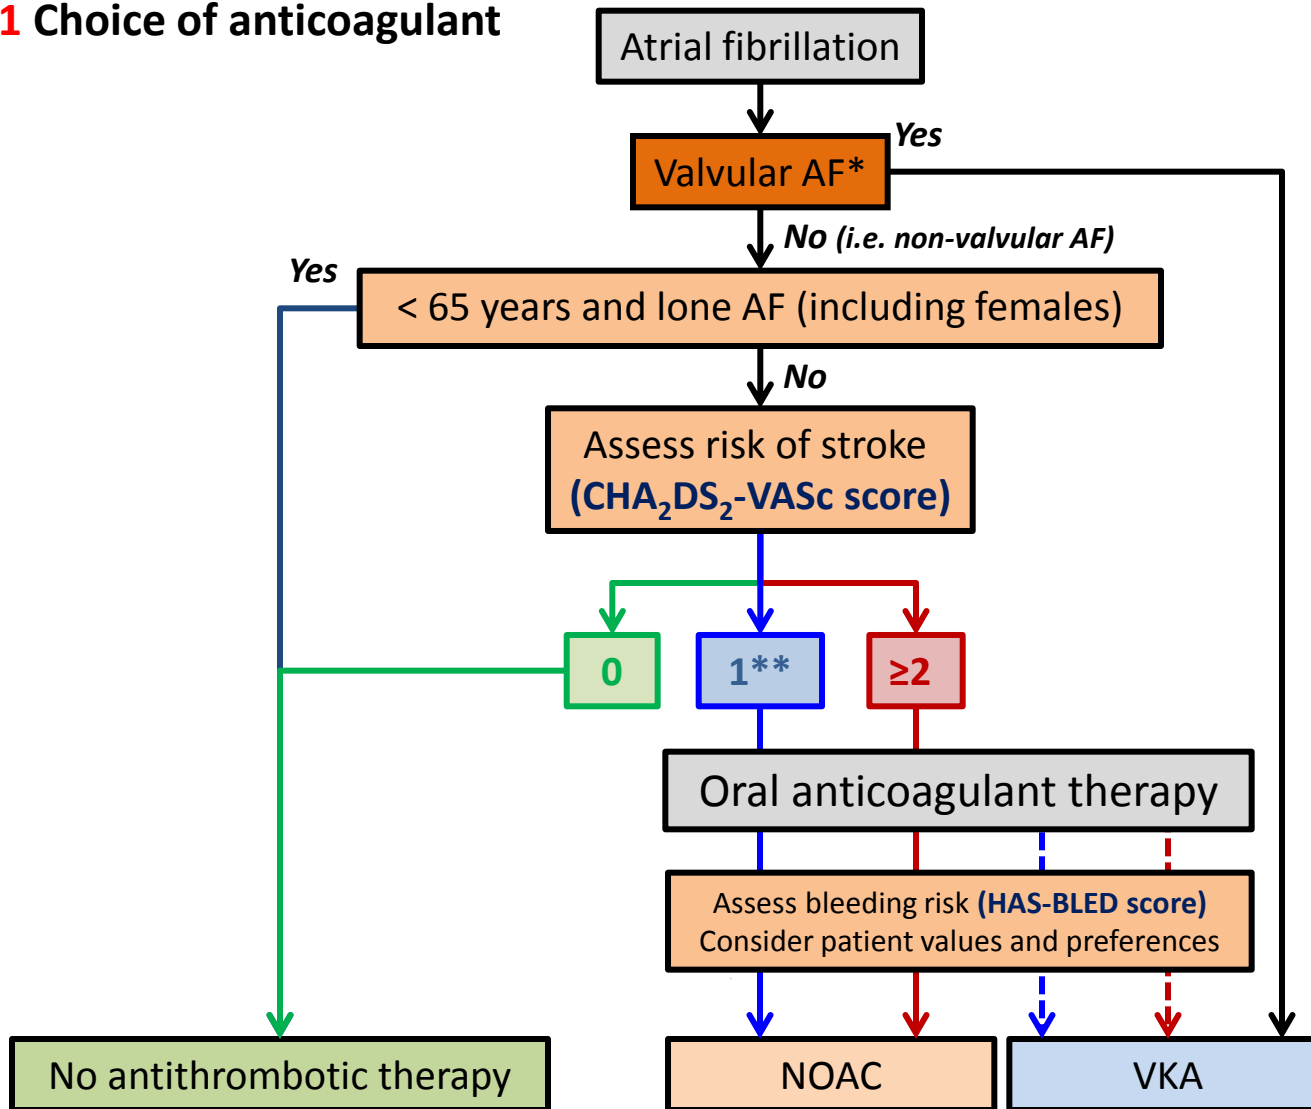 1 Choice of anticoagulant
Atrial fibrillation
Valvular AF*
Yes
No (i.e. non-valvular AF)
Yes
< 65 years and lone AF (including females)
No
Assess risk of stroke
(CHA₂DS₂-VASc score)
0
1**
≥2
Oral anticoagulant therapy
Assess bleeding risk (HAS-BLED score)
Consider patient values and preferences
No antithrombotic therapy
NOAC
VKA